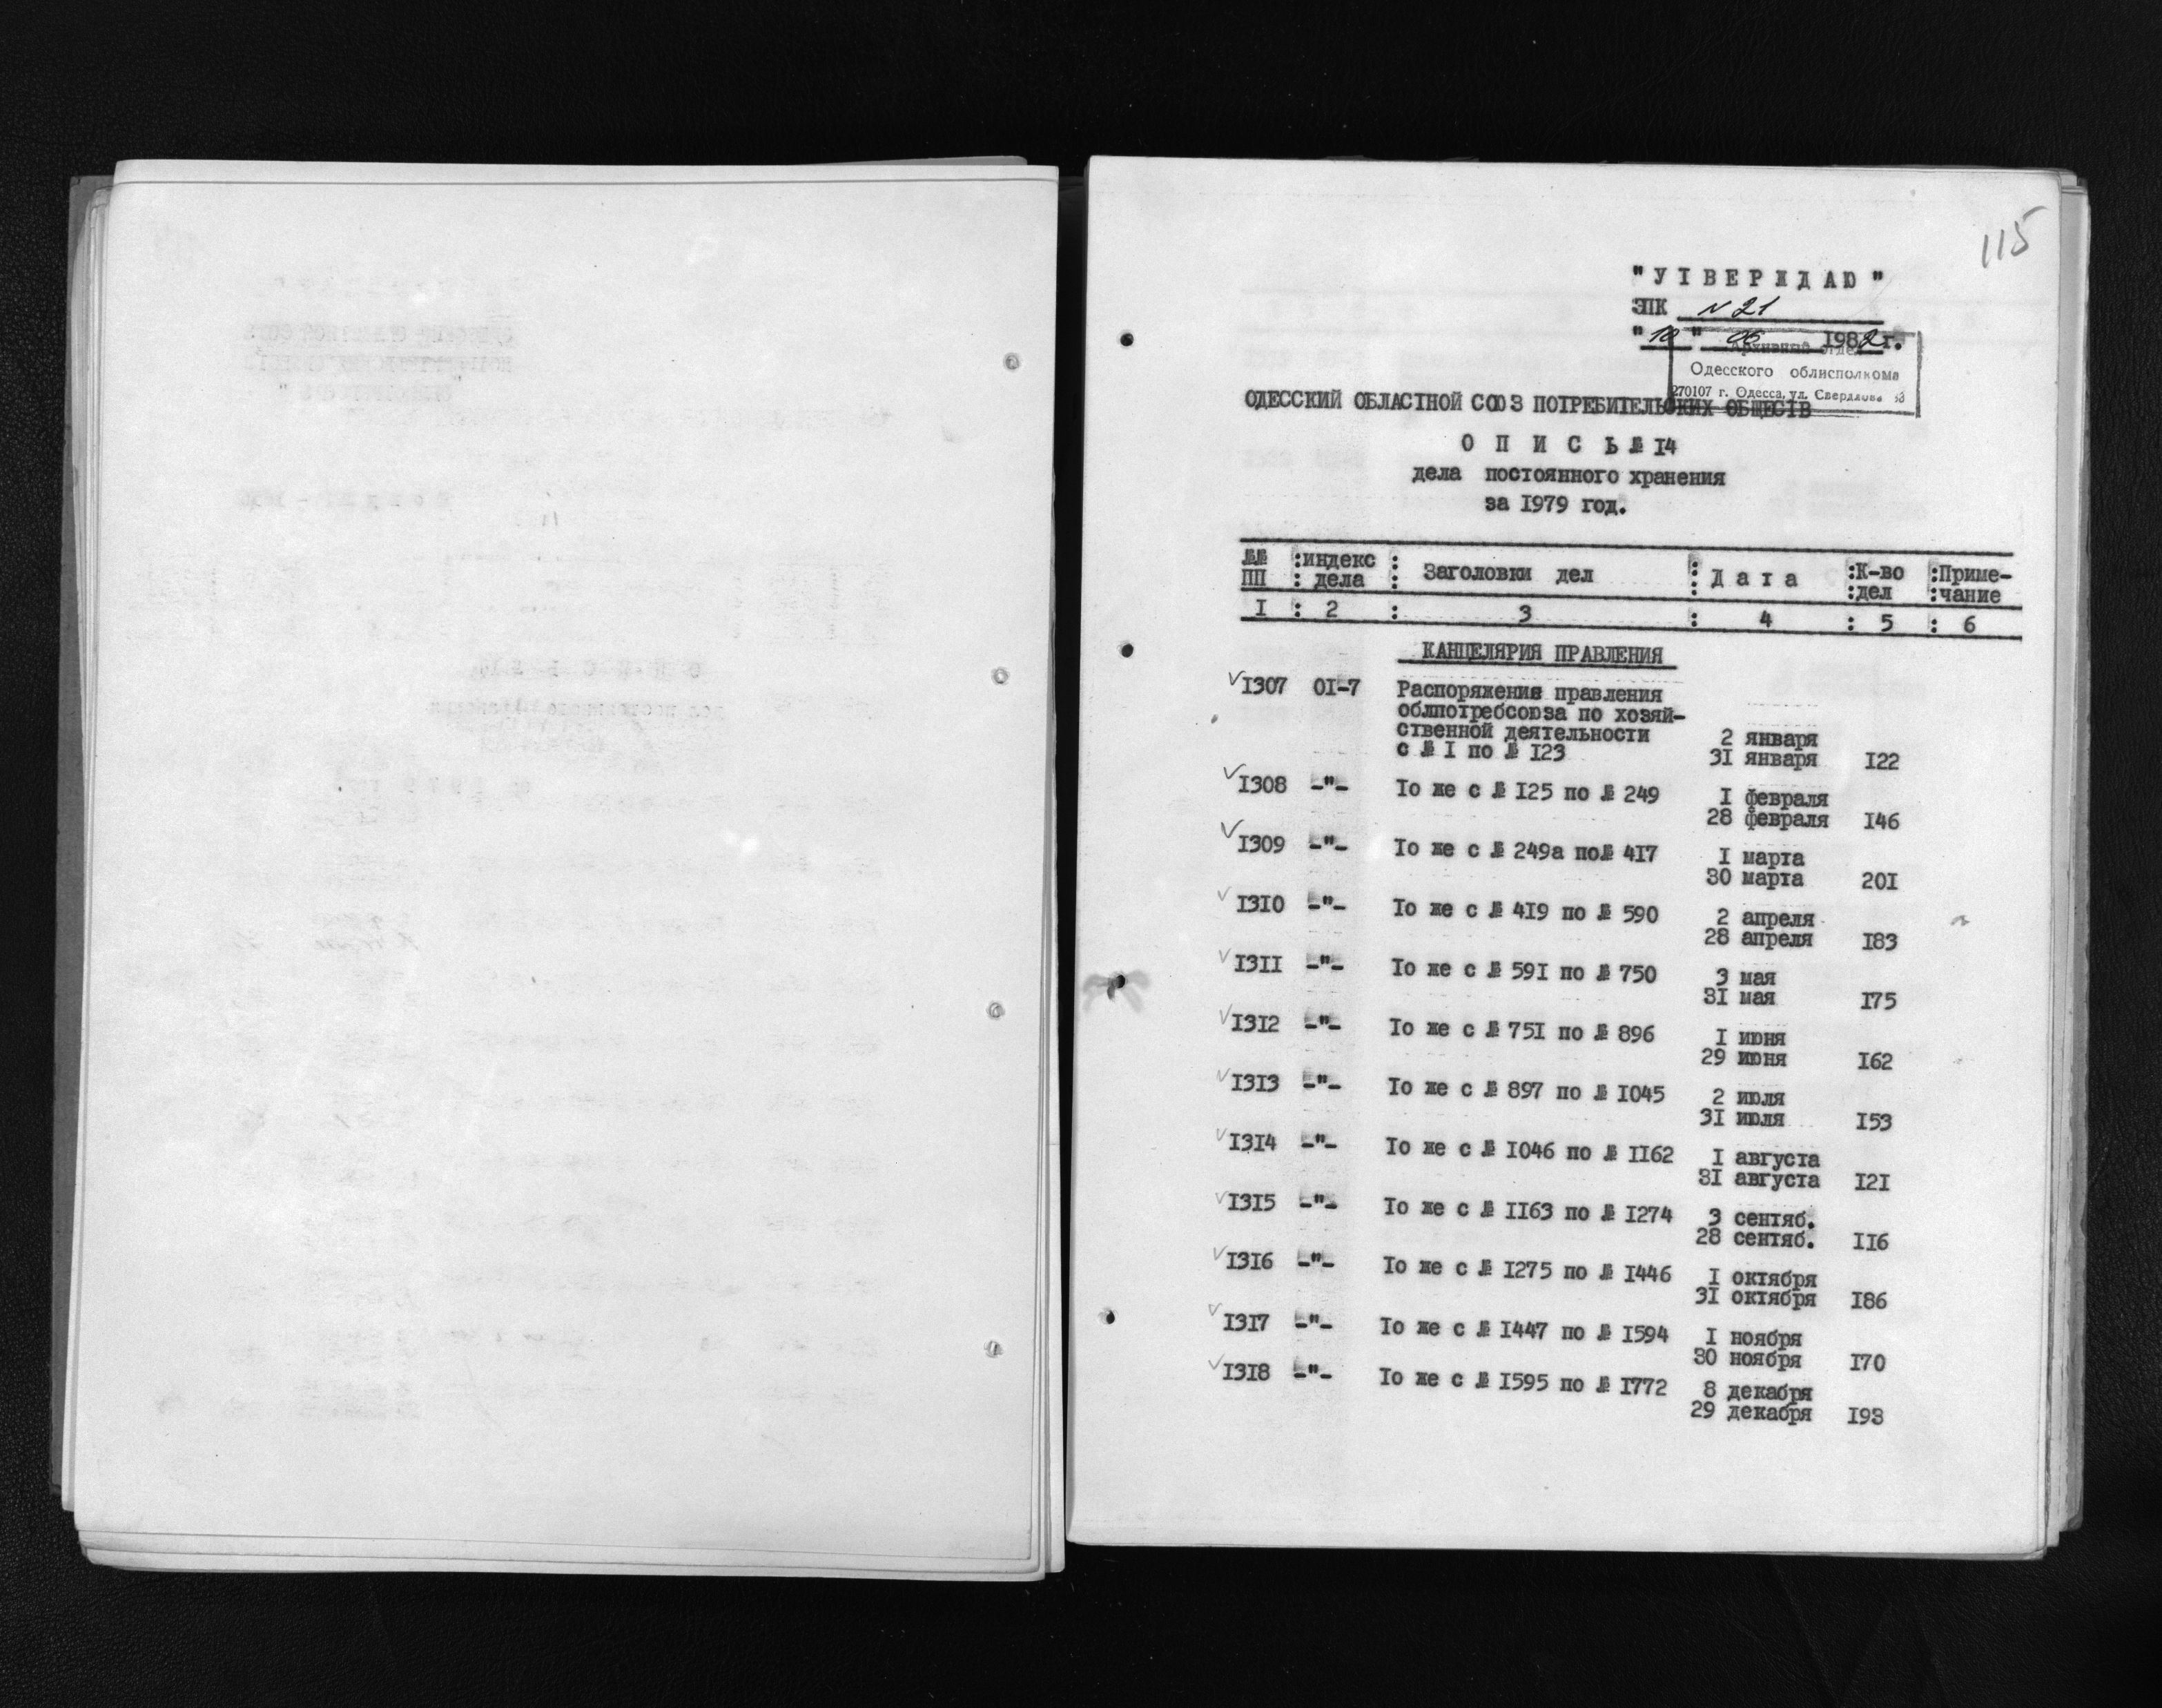 115
"УТВЕРЖДАЮ"
ЭПК N 21
"10" 06 1982г.
Архивный отдел
Одесского облисполкома
270107 г. Одесса, ул. Свердлова 83
ОДЕССКИЙ ОБЛАСТНОЙ СОЮЗ ПОТРЕБИТЕЛЬСКИХ ОБЩЕСТВ
О П И С Ь № 14
дела постоянного хранения
за 1979 год.
№№ :индекс : Заголовки дел : Д а т а :К-во :Приме-
ПП : дела : : :дел :чание
I : 2 : 3 : 4 : 5 : 6
КАНЦЕЛЯРИЯ ПРАВЛЕНИЯ
1307 01-7 Распоряжения правления
облпотребсоюза по хозяй-
ственной деятельности 2 января
с № 1 по № 123 31 января 122
1308 -"- То же с № 125 по № 249 1 февраля
28 февраля 146
1309 -"- То же с № 249а по№ 417 1 марта
30 марта 201
1310 -"- То же с № 419 по № 590 2 апреля
28 апреля 183
1311 -"- То же с № 591 по № 750 3 мая
31 мая 175
1312 -"- То же с № 751 по № 896 1 июня
29 июня 162
1313 -"- То же с № 897 по № 1045 2 июля
31 июля 153
1314 -"- То же с № 1046 по № 1162 1 августа
31 августа 121
1315 -"- То же с № 1163 по № 1274 3 сентяб.
28 сентяб. 116
1316 -"- То же с № 1275 по № 1446 1 октября
31 октября 186
1317 -"- То же с № 1447 по № 1594 1 ноября
30 ноября 170
1318 -"- То же с № 1595 по № 1772 8 декабря
29 декабря 193